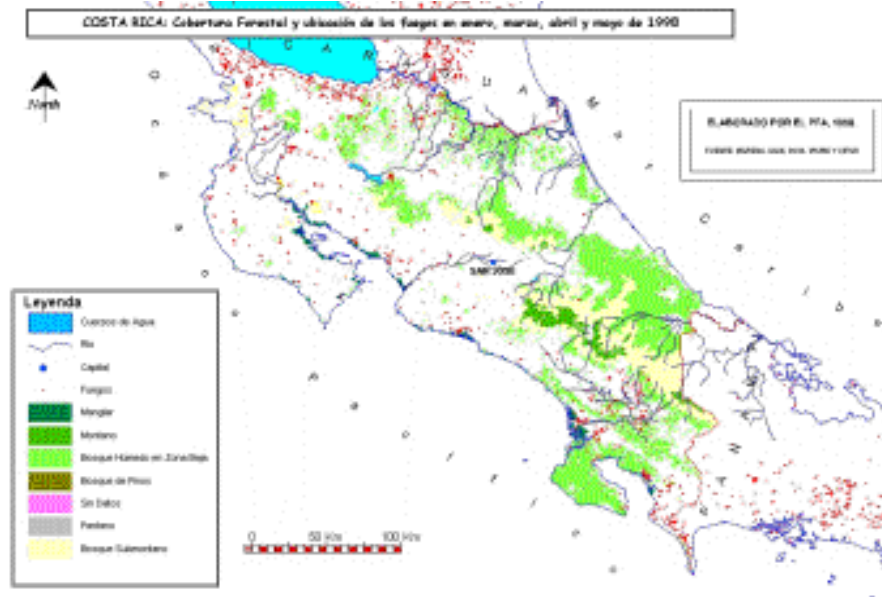 COSTA RICA: Cobertura Forestal y ubicación de los fuegos en enero, marzo, abril y mayo de 1998
North
ELABORADO POR EL PFA, 1998.
SAN JOSE
Leyenda
Cuerpos de Agua
Rio
Capital
Fuegos
Manglar
Montano
Bosque Húmedo en Zona Baja
Bosque de Pinos
Sin Datos
Pantano
Bosque Submontano
0 50 Km 100 Km